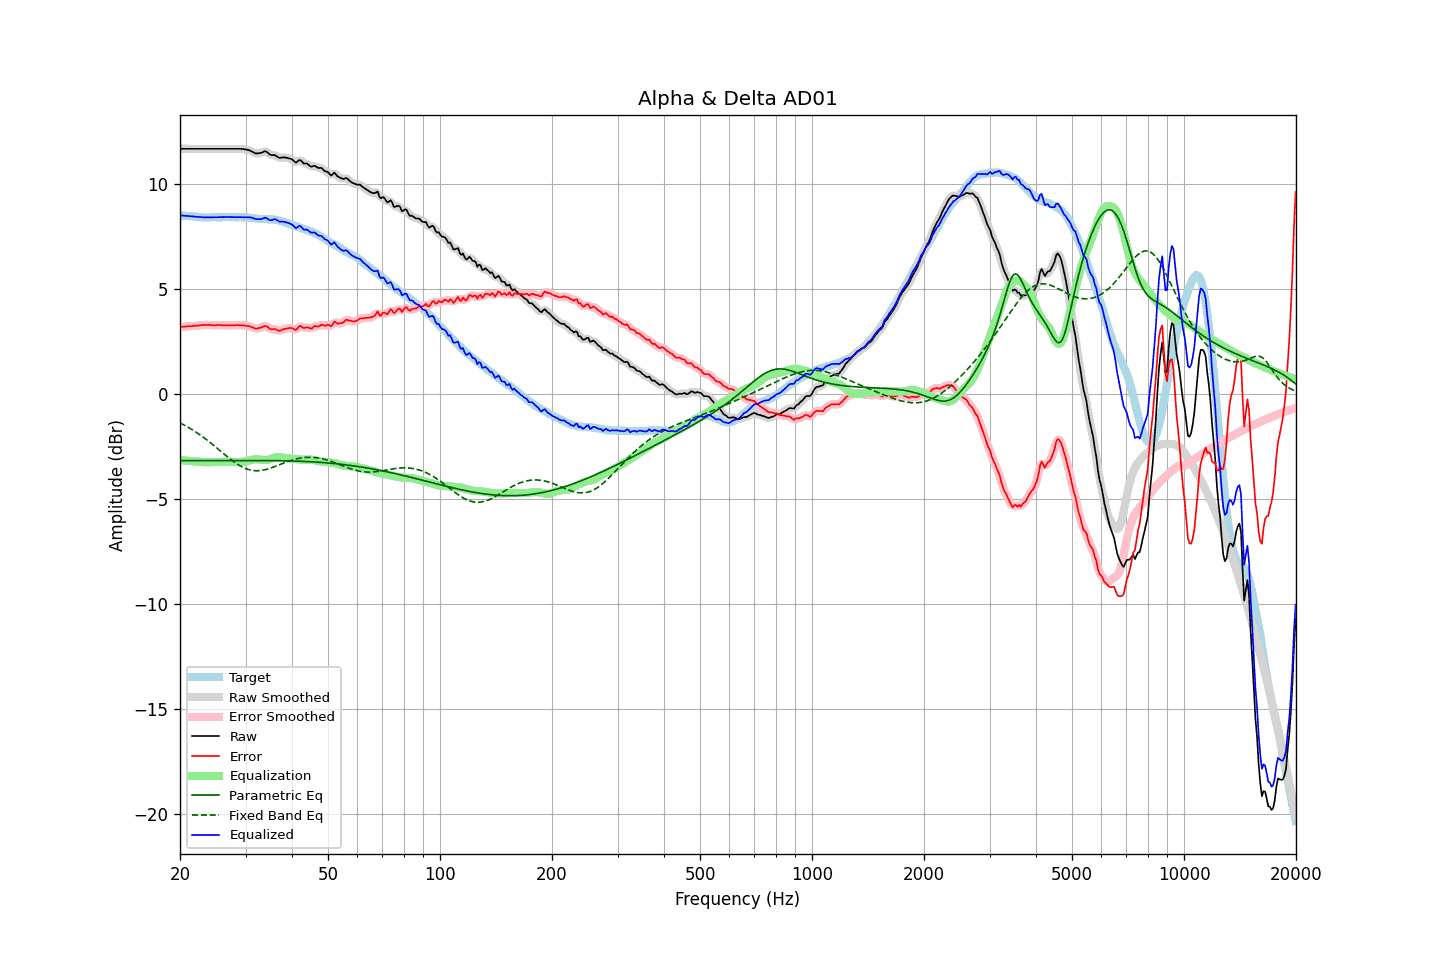 Alpha & Delta AD01
Amplitude (dBr)
10
5
0
−5
−10
−15
−20
Target
Raw Smoothed
Error Smoothed
Raw
Error
Equalization
Parametric Eq
Fixed Band Eq
Equalized
20 50 100 200 500 1000 2000 5000 10000 20000
Frequency (Hz)